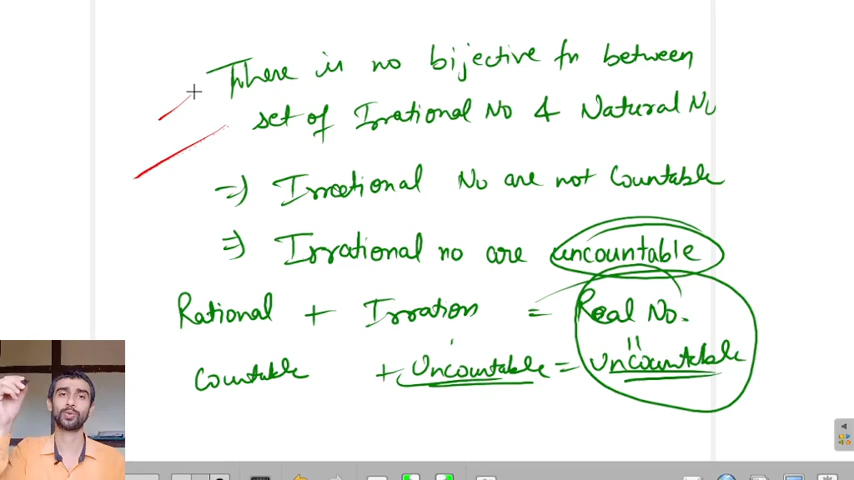 There is no bijective fn between
set of Irrational No & Natural No
=> Irrational No are not Countable
=> Irrational no are uncountable
Rational + Irration = Real No.
Countable + Uncountable = Uncountable